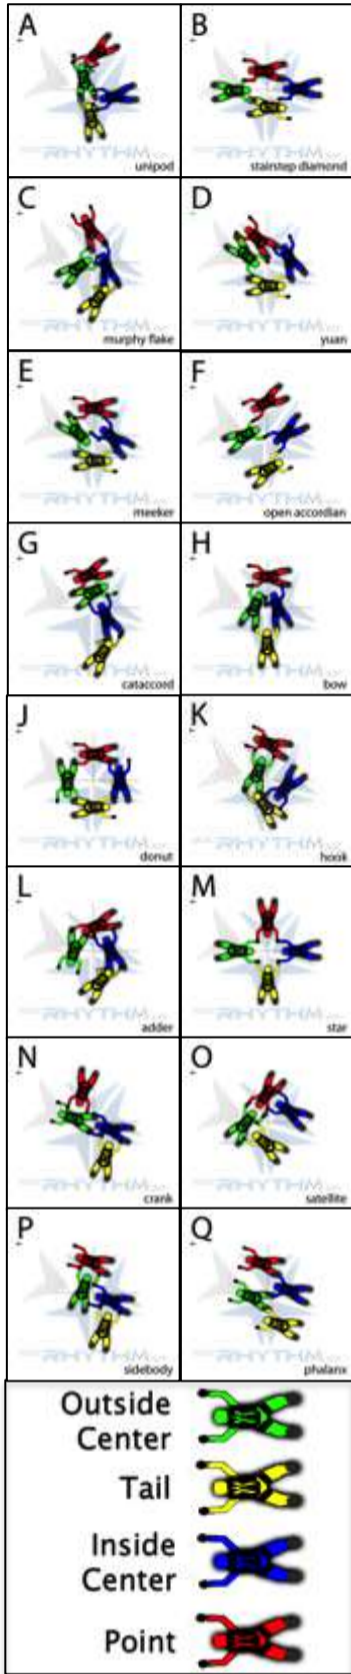 A
unipod
B
stairstep diamond
C
murphy flake
D
yuan
E
meeker
F
open accordian
G
cataccord
H
bow
J
donut
K
hook
L
adder
M
star
N
crank
O
satellite
P
sidebody
Q
phalanx
Outside
Center
Tail
Inside
Center
Point